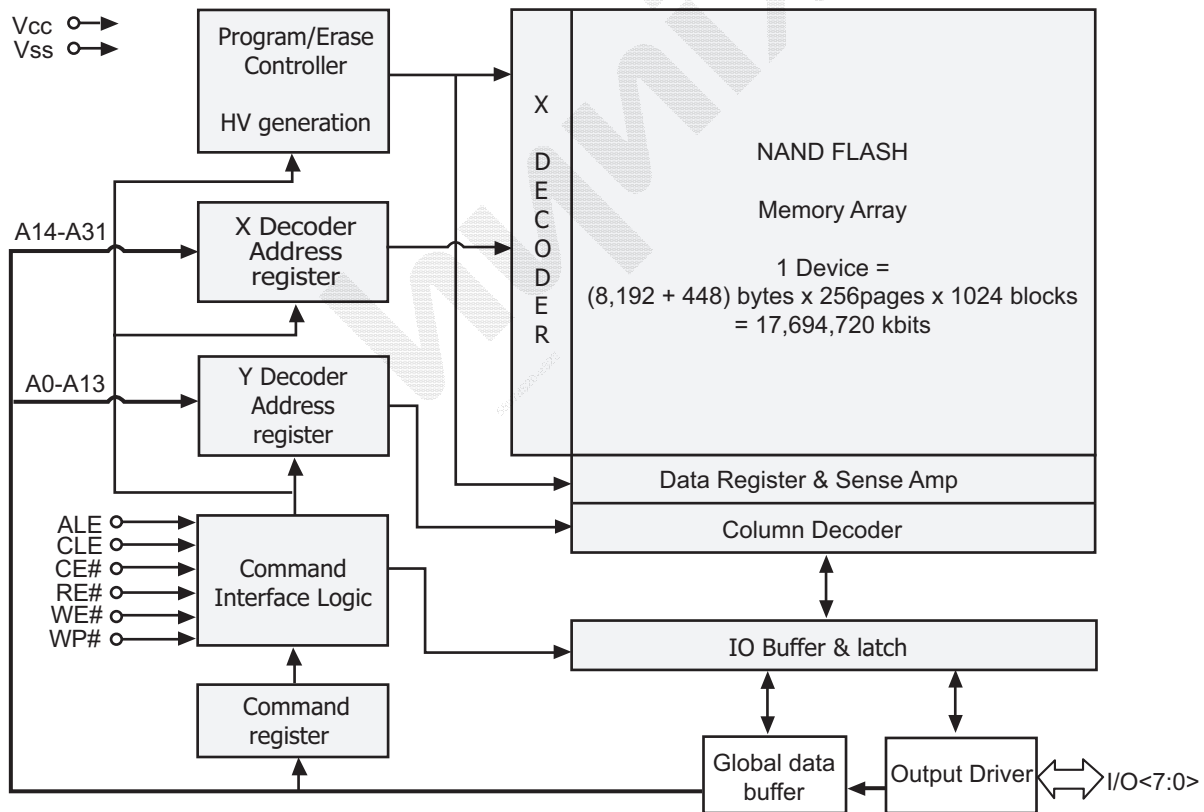 Vcc
Vss
Program/Erase
Controller
HV generation
X
DECODER
NAND FLASH
Memory Array
1 Device =
(8,192 + 448) bytes x 256pages x 1024 blocks
= 17,694,720 kbits
A14-A31
X Decoder
Address
register
A0-A13
Y Decoder
Address
register
Data Register & Sense Amp
Column Decoder
ALE
CLE
CE#
RE#
WE#
WP#
Command
Interface Logic
IO Buffer & latch
Command
register
Global data
buffer
Output Driver
I/O<7:0>